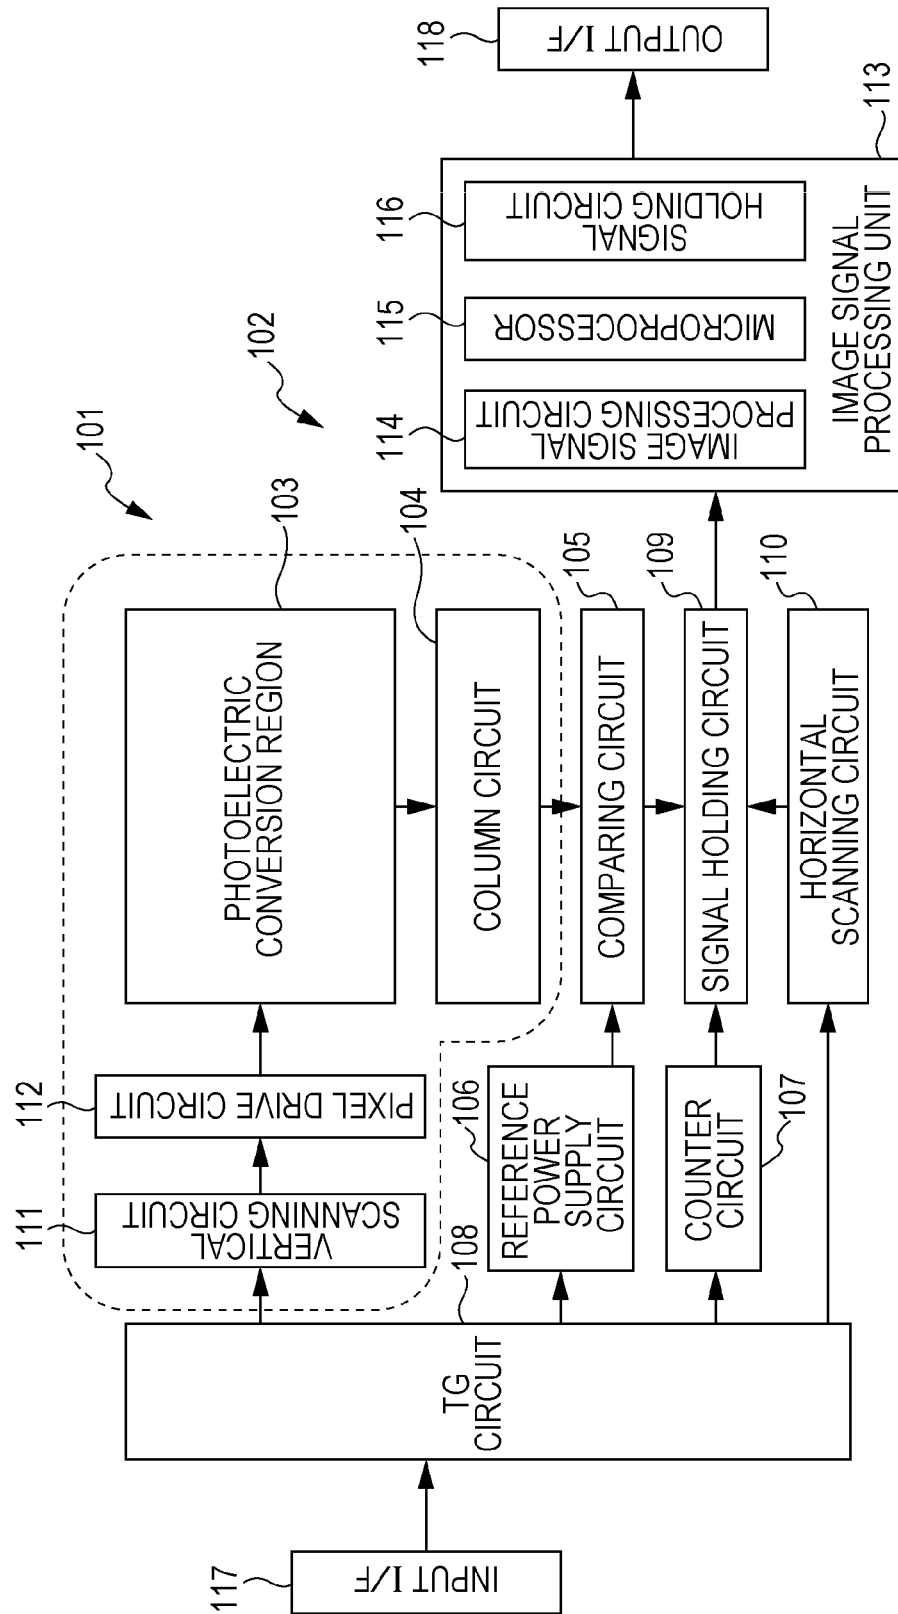 101
102
103
PHOTOELECTRIC
CONVERSION REGION
104
COLUMN CIRCUIT
105
COMPARING CIRCUIT
109
SIGNAL HOLDING CIRCUIT
110
HORIZONTAL
SCANNING CIRCUIT
111
VERTICAL
SCANNING CIRCUIT
112
PIXEL DRIVE CIRCUIT
106
REFERENCE
POWER
SUPPLY
CIRCUIT
107
COUNTER
CIRCUIT
108
TG
CIRCUIT
117
INPUT I/F
113
IMAGE SIGNAL
PROCESSING UNIT
114
IMAGE SIGNAL
PROCESSING CIRCUIT
115
MICROPROCESSOR
116
SIGNAL
HOLDING CIRCUIT
118
OUTPUT I/F